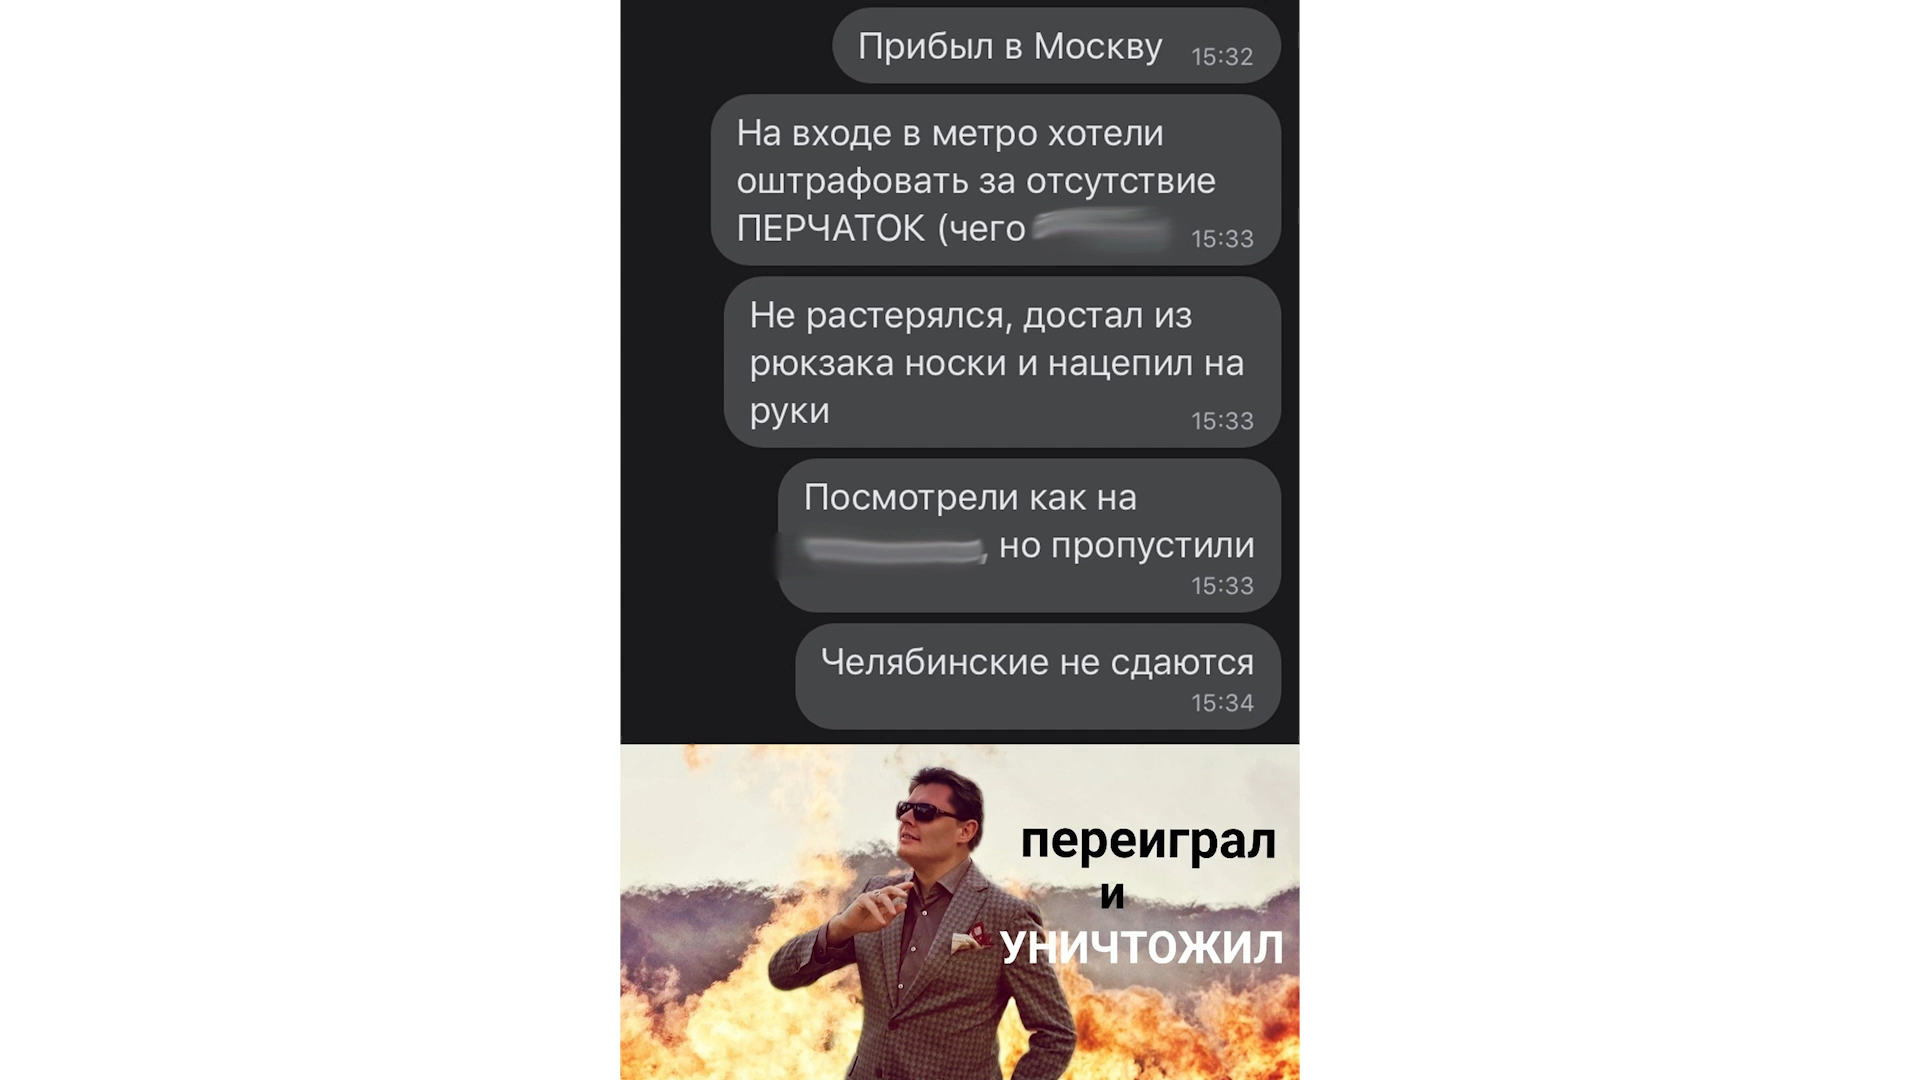 Прибыл в Москву 15:32
На входе в метро хотели
оштрафовать за отсутствие
ПЕРЧАТОК (чего 15:33
Не растерялся, достал из
рюкзака носки и нацепил на
руки 15:33
Посмотрели как на
, но пропустили
15:33
Челябинские не сдаются
15:34
переиграл
и
УНИЧТОЖИЛ